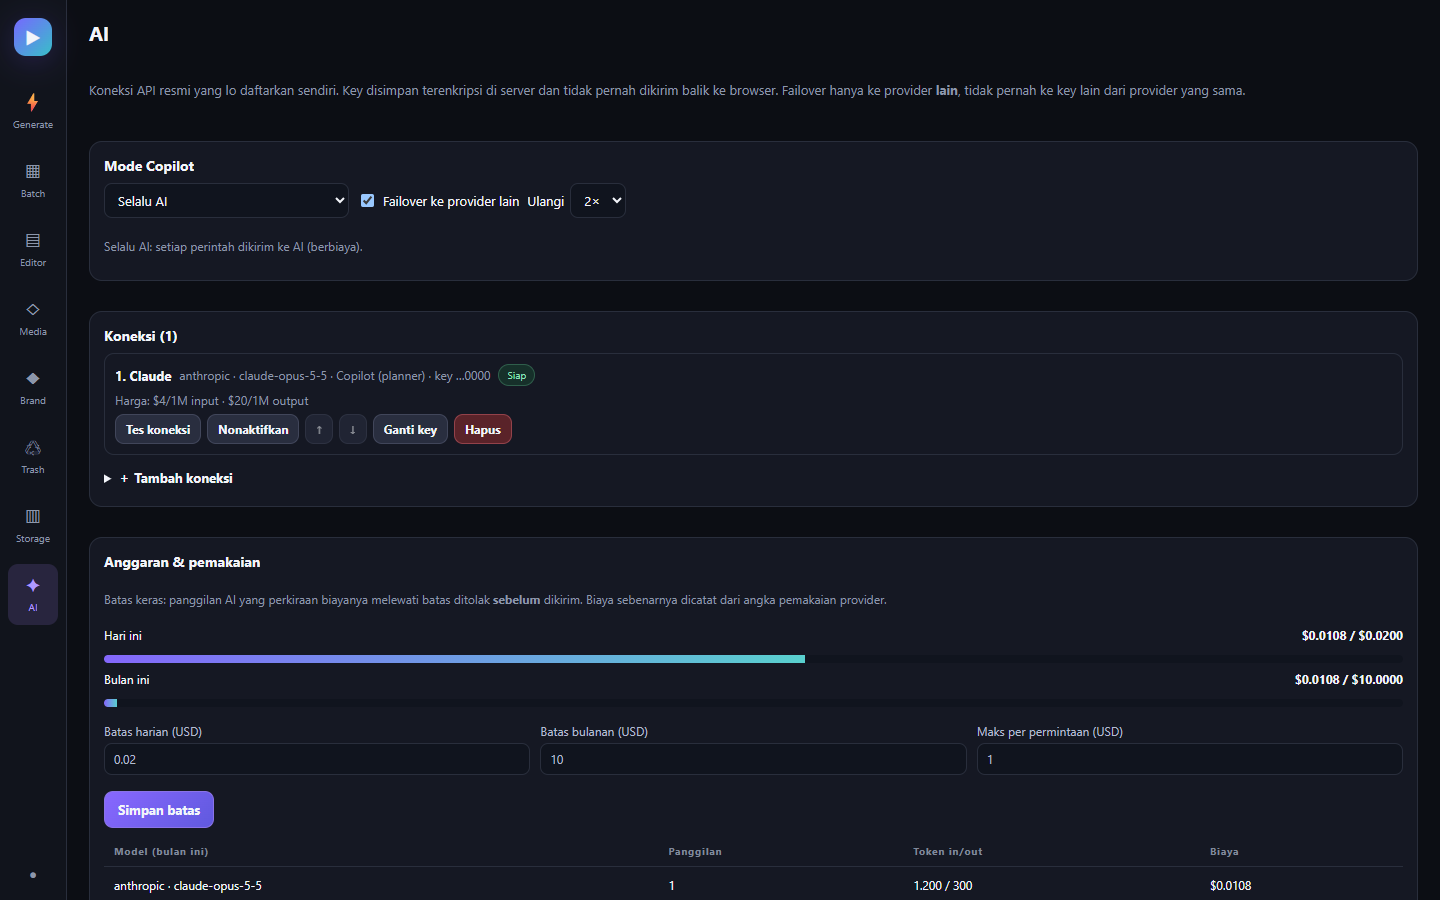 AI
Koneksi API resmi yang lo daftarkan sendiri. Key disimpan terenkripsi di server dan tidak pernah dikirim balik ke browser. Failover hanya ke provider lain, tidak pernah ke key lain dari provider yang sama.
Generate
Batch
Editor
Media
Brand
Trash
Storage
AI
Mode Copilot
Selalu AI Failover ke provider lain Ulangi 2×
Selalu AI: setiap perintah dikirim ke AI (berbiaya).
Koneksi (1)
1. Claude anthropic · claude-opus-5-5 · Copilot (planner) · key …0000 Siap
Harga: $4/1M input · $20/1M output
Tes koneksi Nonaktifkan ↑ ↓ Ganti key Hapus
+ Tambah koneksi
Anggaran & pemakaian
Batas keras: panggilan AI yang perkiraan biayanya melewati batas ditolak sebelum dikirim. Biaya sebenarnya dicatat dari angka pemakaian provider.
Hari ini $0.0108 / $0.0200
Bulan ini $0.0108 / $10.0000
Batas harian (USD) Batas bulanan (USD) Maks per permintaan (USD)
0.02 10 1
Simpan batas
Model (bulan ini) Panggilan Token in/out Biaya
anthropic · claude-opus-5-5 1 1.200 / 300 $0.0108